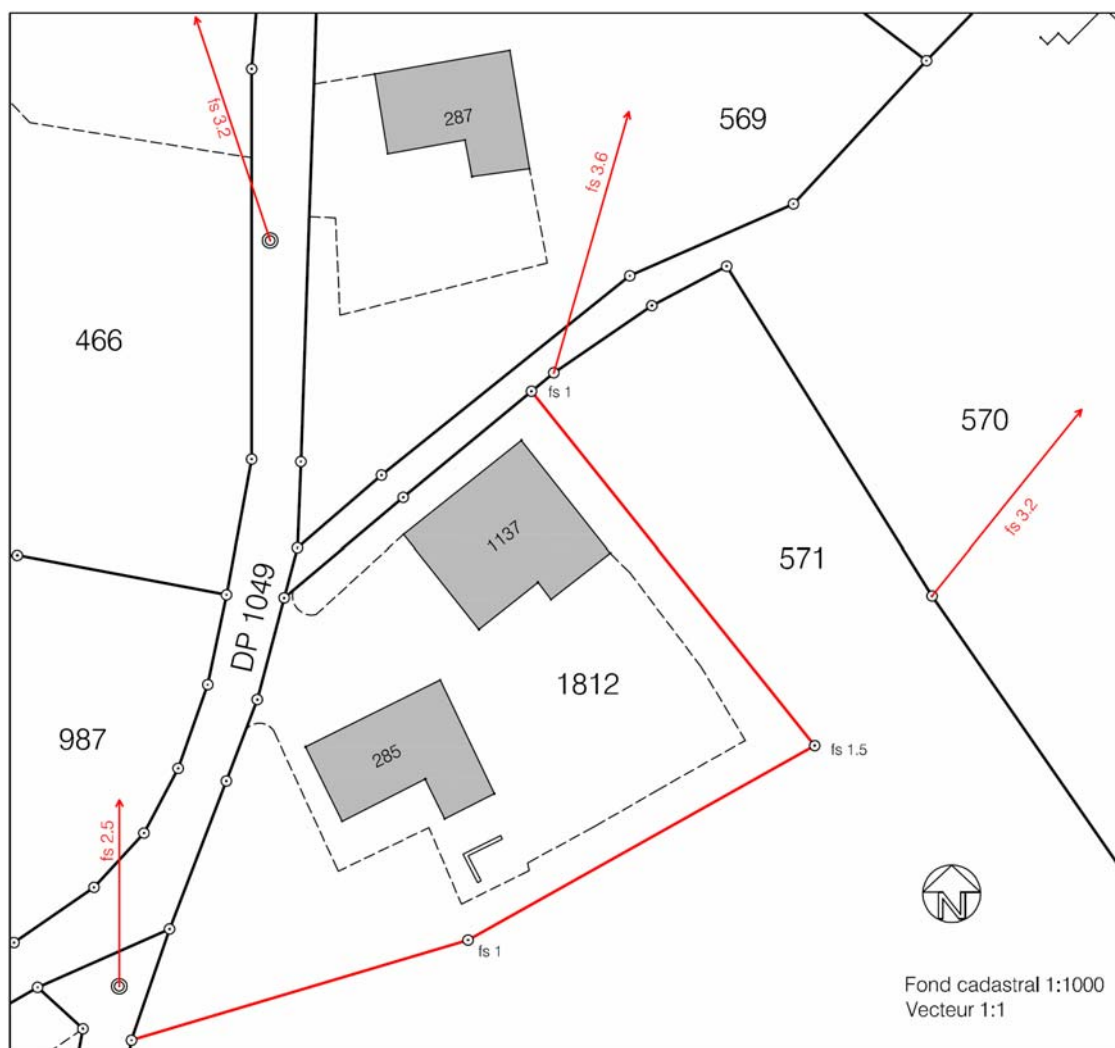 fs 3.2
287
569
fs 3.6
466
fs 1
570
fs 3.2
1137
571
DP 1049
1812
987
285
fs 1.5
fs 2.5
fs 1
N
Fond cadastral 1:1000
Vecteur 1:1